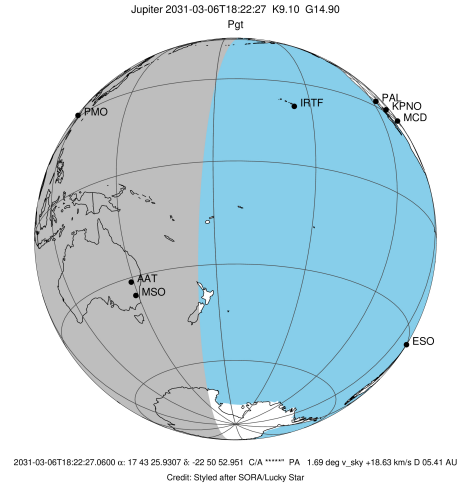 Jupiter 2031-03-06T18:22:27  K9.10  G14.90
Pgt
PMO
IRTF
PAL
KPNO
MCD
AAT
MSO
ESO
2031-03-06T18:22:27.0600 α: 17 43 25.9307 δ: -22 50 52.951  C/A *****"  PA   1.69 deg v_sky +18.63 km/s D 05.41 AU
Credit: Styled after SORA/Lucky Star